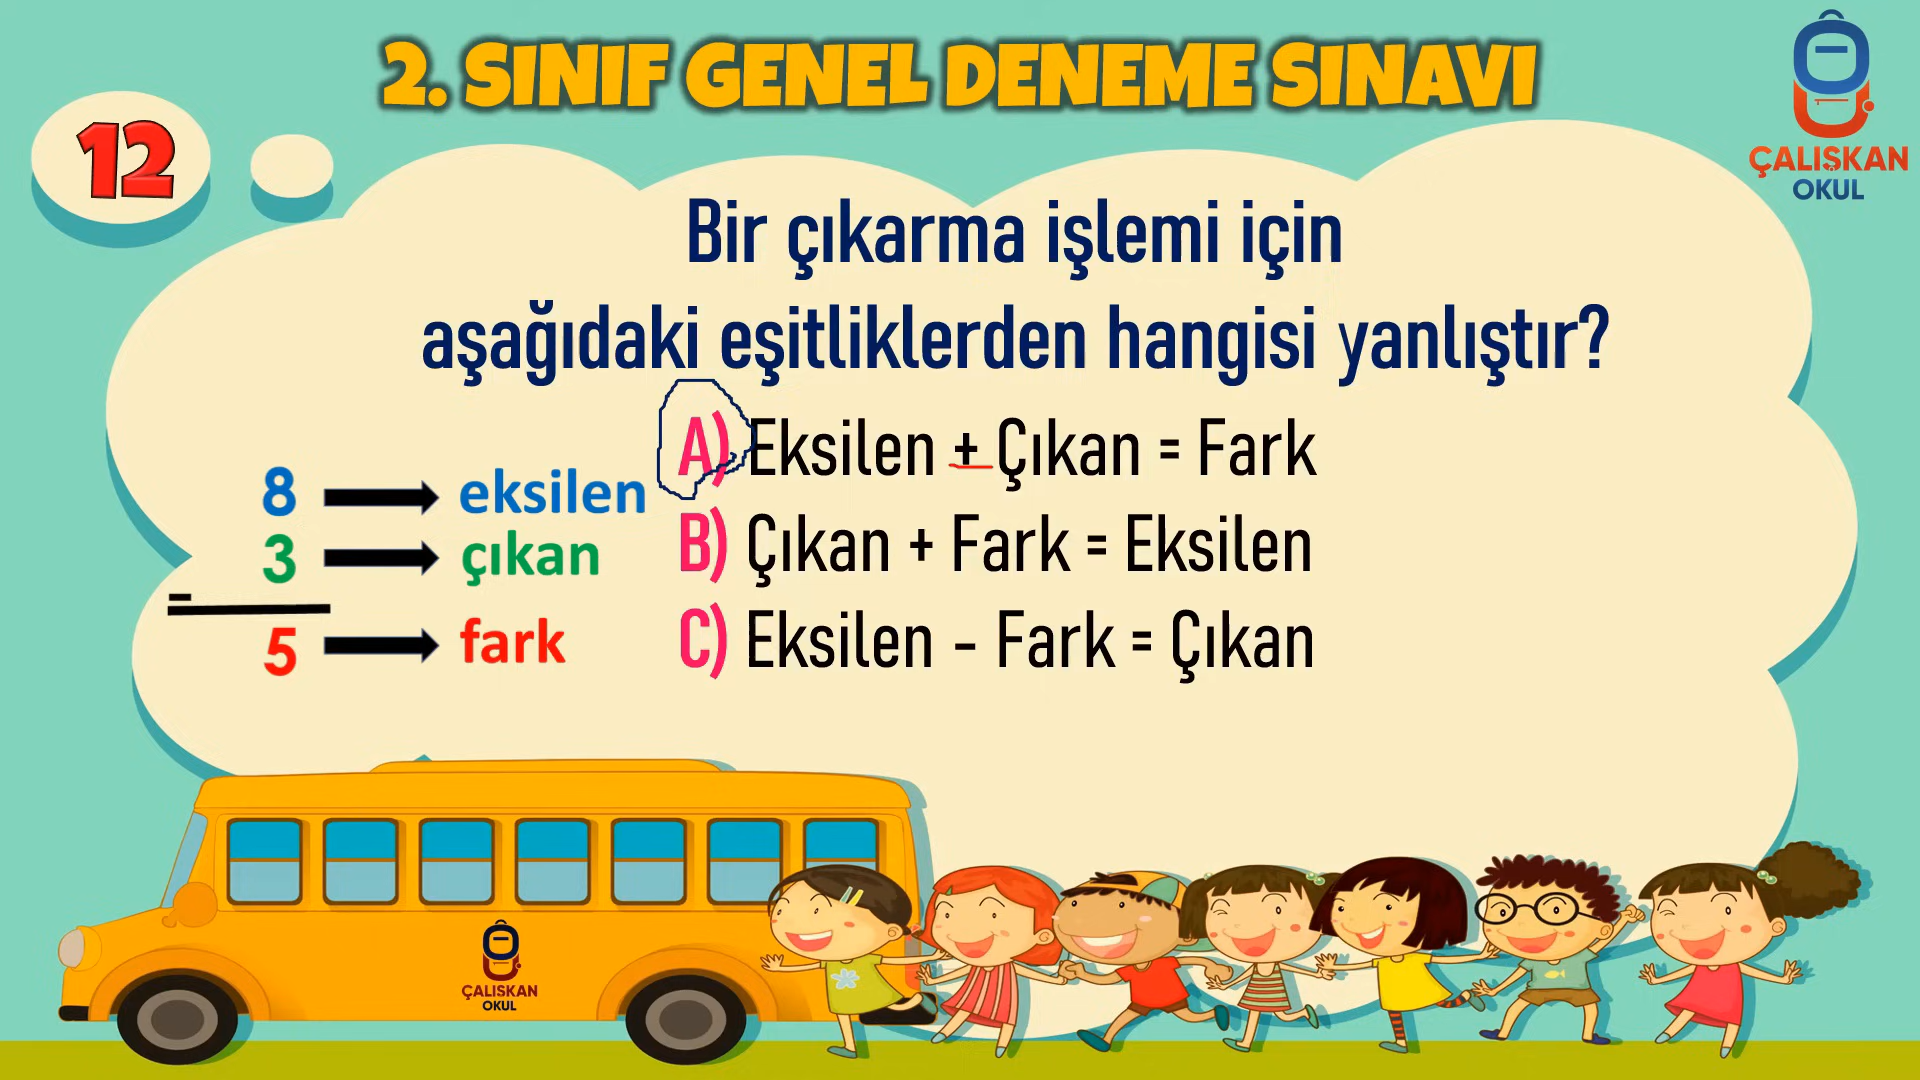 2. SINIF GENEL DENEME SINAVI
ÇALIŞKAN
OKUL
12
Bir çıkarma işlemi için
aşağıdaki eşitliklerden hangisi yanlıştır?
8 eksilen
3 çıkan
-
5 fark
A) Eksilen + Çıkan = Fark
B) Çıkan + Fark = Eksilen
C) Eksilen - Fark = Çıkan
ÇALISKAN
OKUL